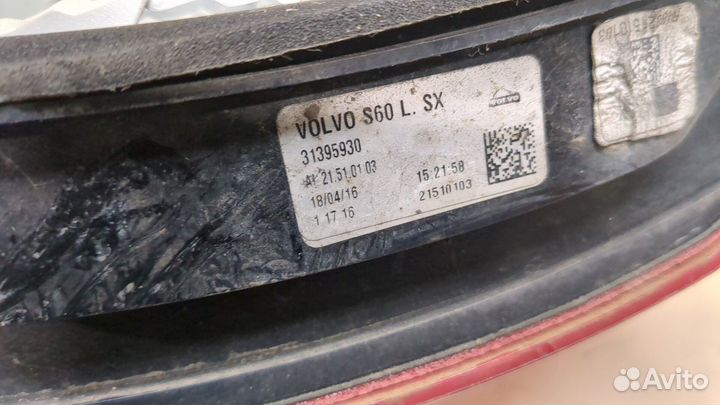 VOLVO S60 L. SX
VOLVO
31395930
21.51.01 03
15:21:58
18/04/16
21510103
1 17 16
Avito